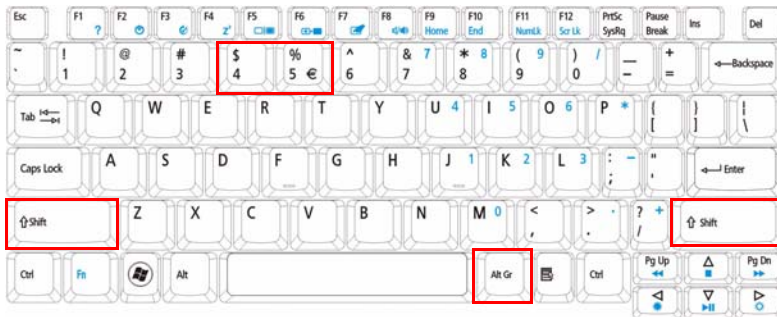 Esc F1 ? F2 F3 F4 zᶻ F5 F6 F7 F8 F9 Home F10 End F11 NumLk F12 Scr Lk PrtSc SysRq Pause Break Ins Del
~ ` ! 1 @ 2 # 3 $ 4 % 5 € ^ 6 & 7 7 * 8 8 ( 9 9 ) / 0 _ - + = Backspace
Tab Q W E R T Y U 4 I 5 O 6 P * { [ } ] | \
Caps Lock A S D F G H J 1 K 2 L 3 : - ; " ' Enter
⇧Shift Z X C V B N M 0 < , > . . ? + / ⇧ Shift
Ctrl Fn Alt Alt Gr Ctrl Pg Up Pg Dn